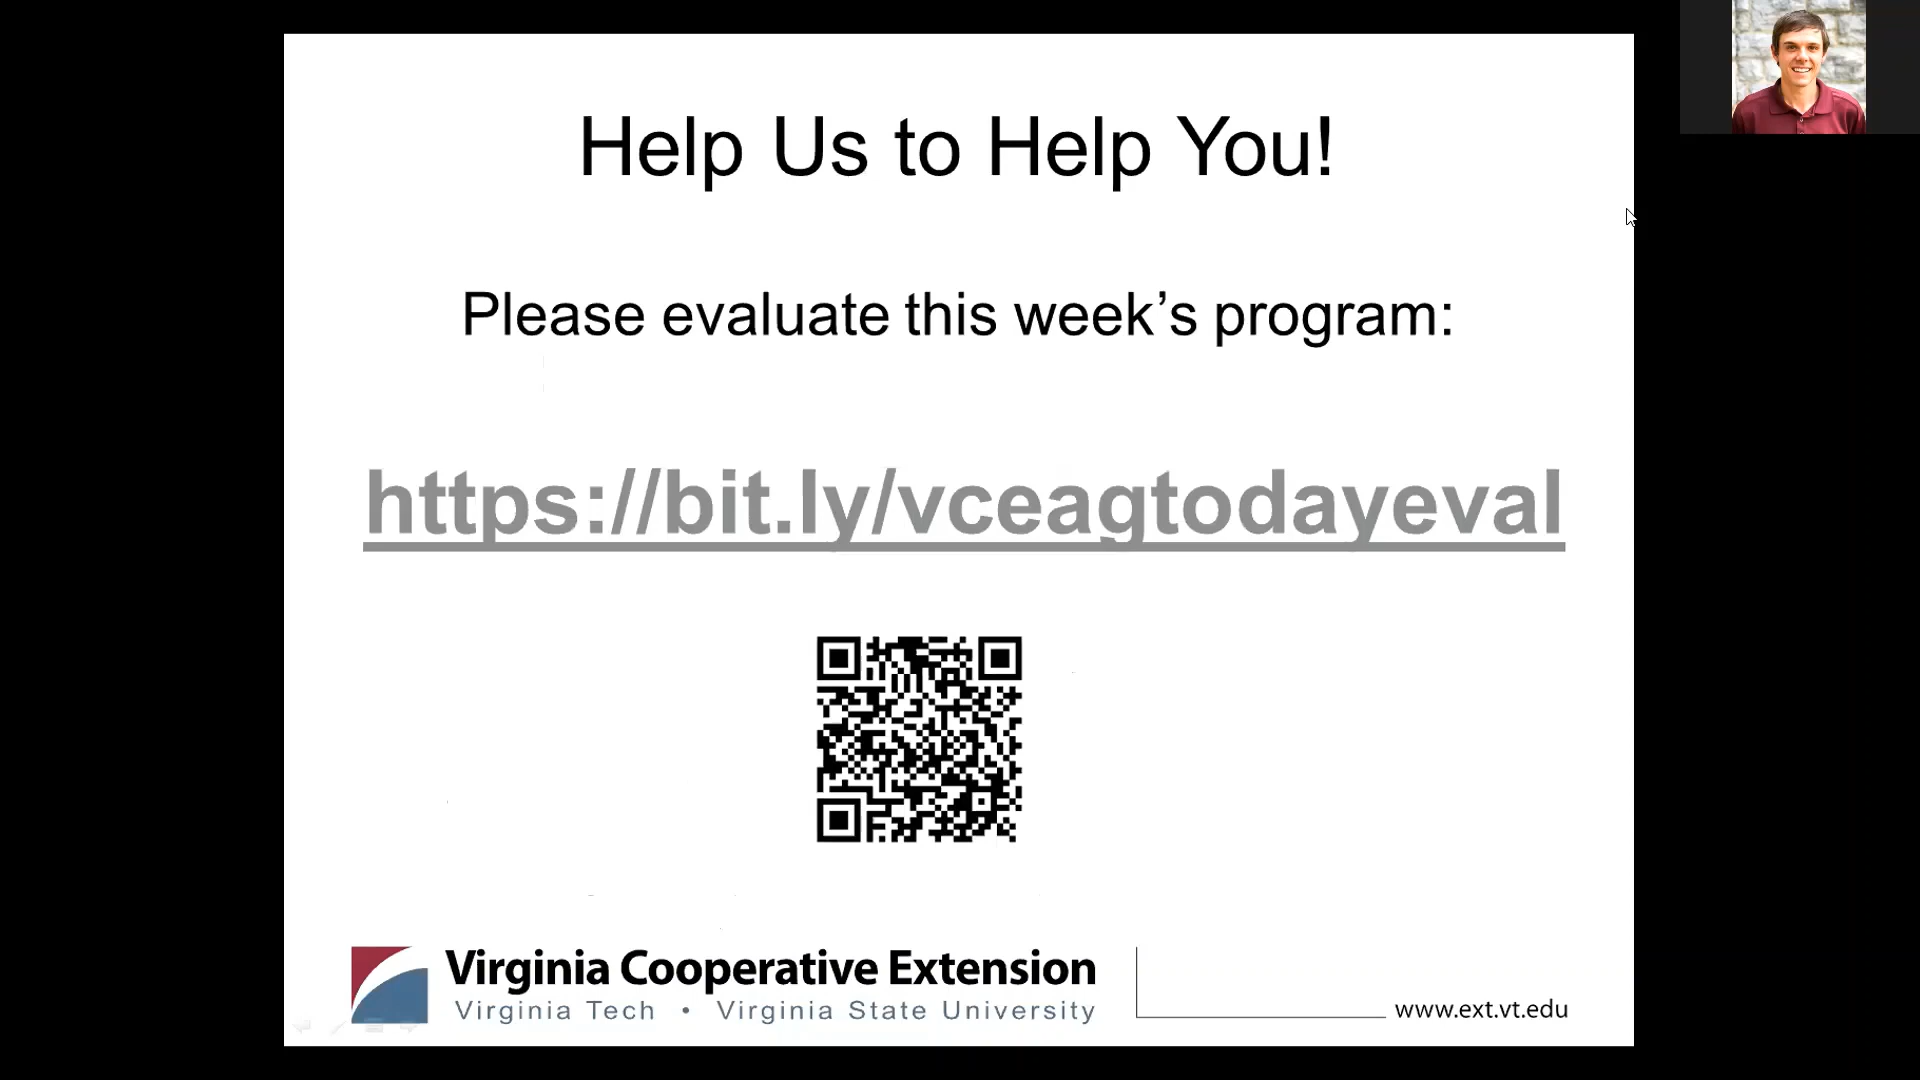 Help Us to Help You!
Please evaluate this week’s program:
https://bit.ly/vceagtodayeval
Virginia Cooperative Extension
Virginia Tech • Virginia State University
www.ext.vt.edu